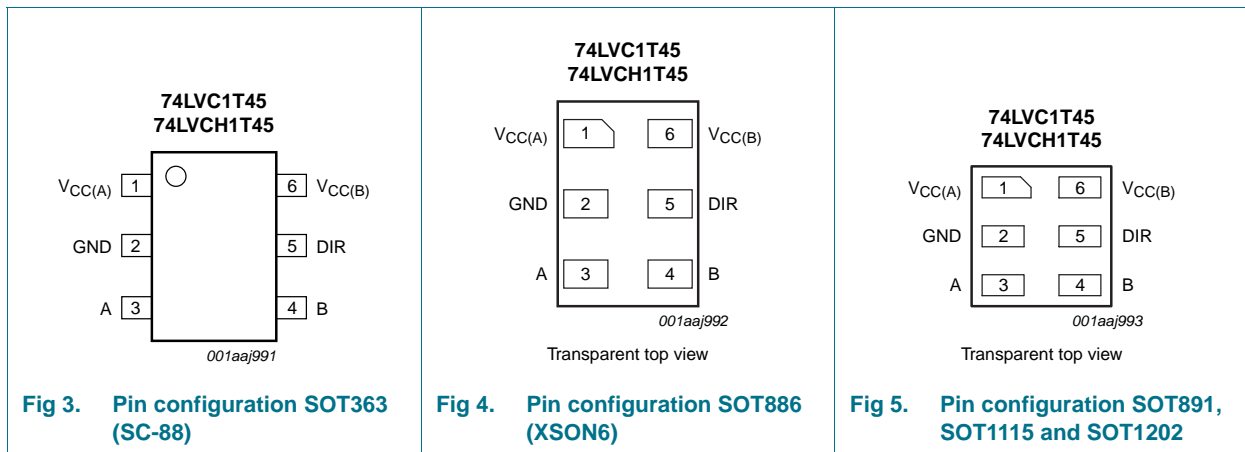 74LVC1T45
74LVCH1T45
VCC(A) 1
6 VCC(B)
GND 2
5 DIR
A 3
4 B
001aaj991
Fig 3. Pin configuration SOT363
(SC-88)
74LVC1T45
74LVCH1T45
VCC(A) 1
6 VCC(B)
GND 2
5 DIR
A 3
4 B
001aaj992
Transparent top view
Fig 4. Pin configuration SOT886
(XSON6)
74LVC1T45
74LVCH1T45
VCC(A) 1
6 VCC(B)
GND 2
5 DIR
A 3
4 B
001aaj993
Transparent top view
Fig 5. Pin configuration SOT891,
SOT1115 and SOT1202